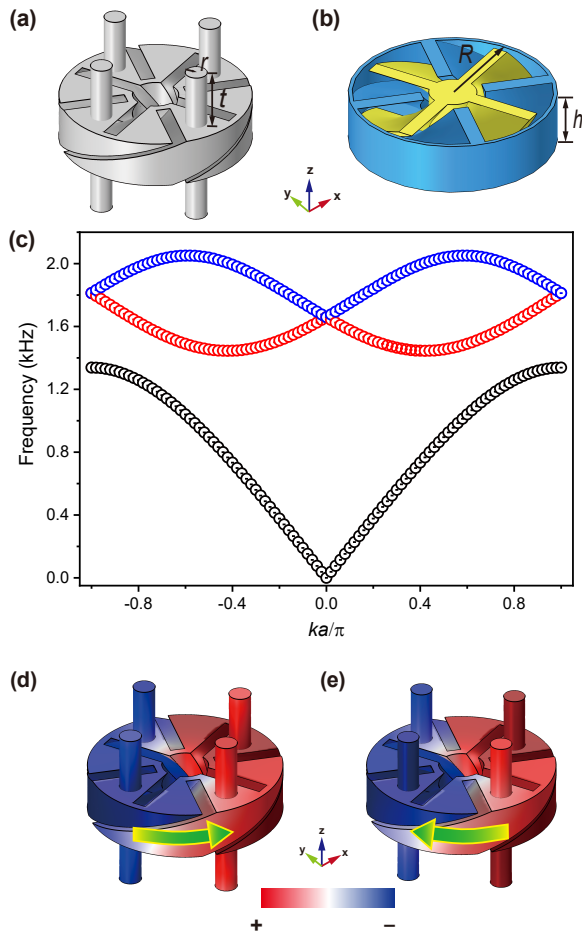 (a)
r
t
(b)
R
h
z
y
x
(c)
Frequency (kHz)
2.0
1.6
1.2
0.8
0.4
0.0
-0.8 -0.4 0.0 0.4 0.8
ka/π
(d)
(e)
z
y
x
+ −